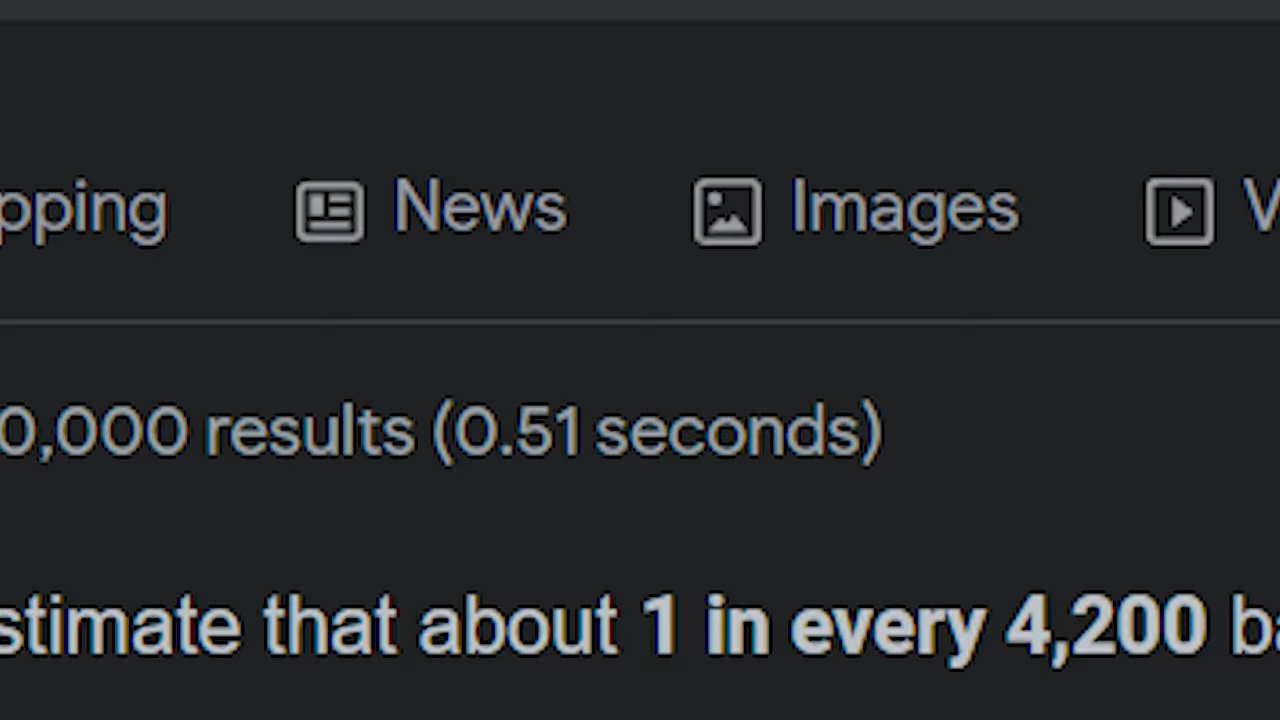 pping News Images V
0,000 results (0.51 seconds)
stimate that about 1 in every 4,200 ba